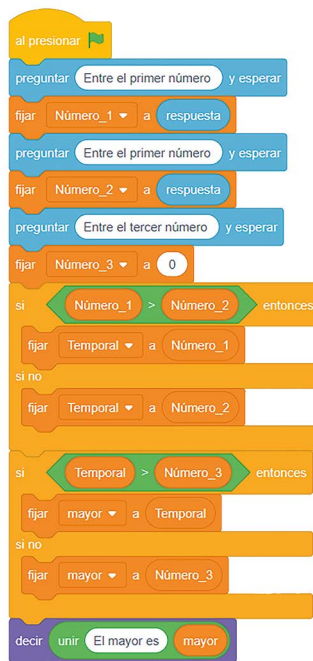 al presionar
preguntar Entre el primer número y esperar
fijar Número_1 a respuesta
preguntar Entre el primer número y esperar
fijar Número_2 a respuesta
preguntar Entre el tercer número y esperar
fijar Número_3 a 0
si Número_1 > Número_2 entonces
fijar Temporal a Número_1
si no
fijar Temporal a Número_2
si Temporal > Número_3 entonces
fijar mayor a Temporal
si no
fijar mayor a Número_3
decir unir El mayor es mayor